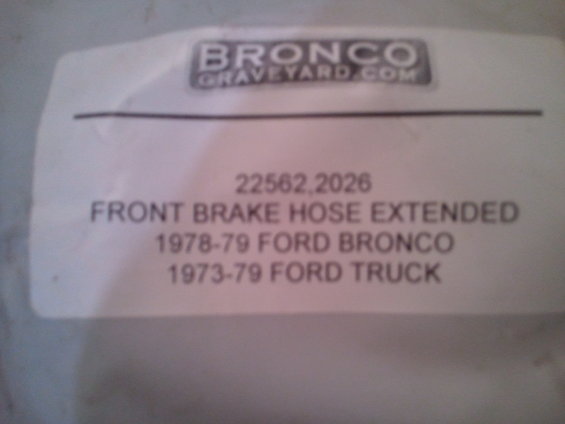 BRONCO
GRAVEYARD.COM
22562.2026
FRONT BRAKE HOSE EXTENDED
1978-79 FORD BRONCO
1973-79 FORD TRUCK